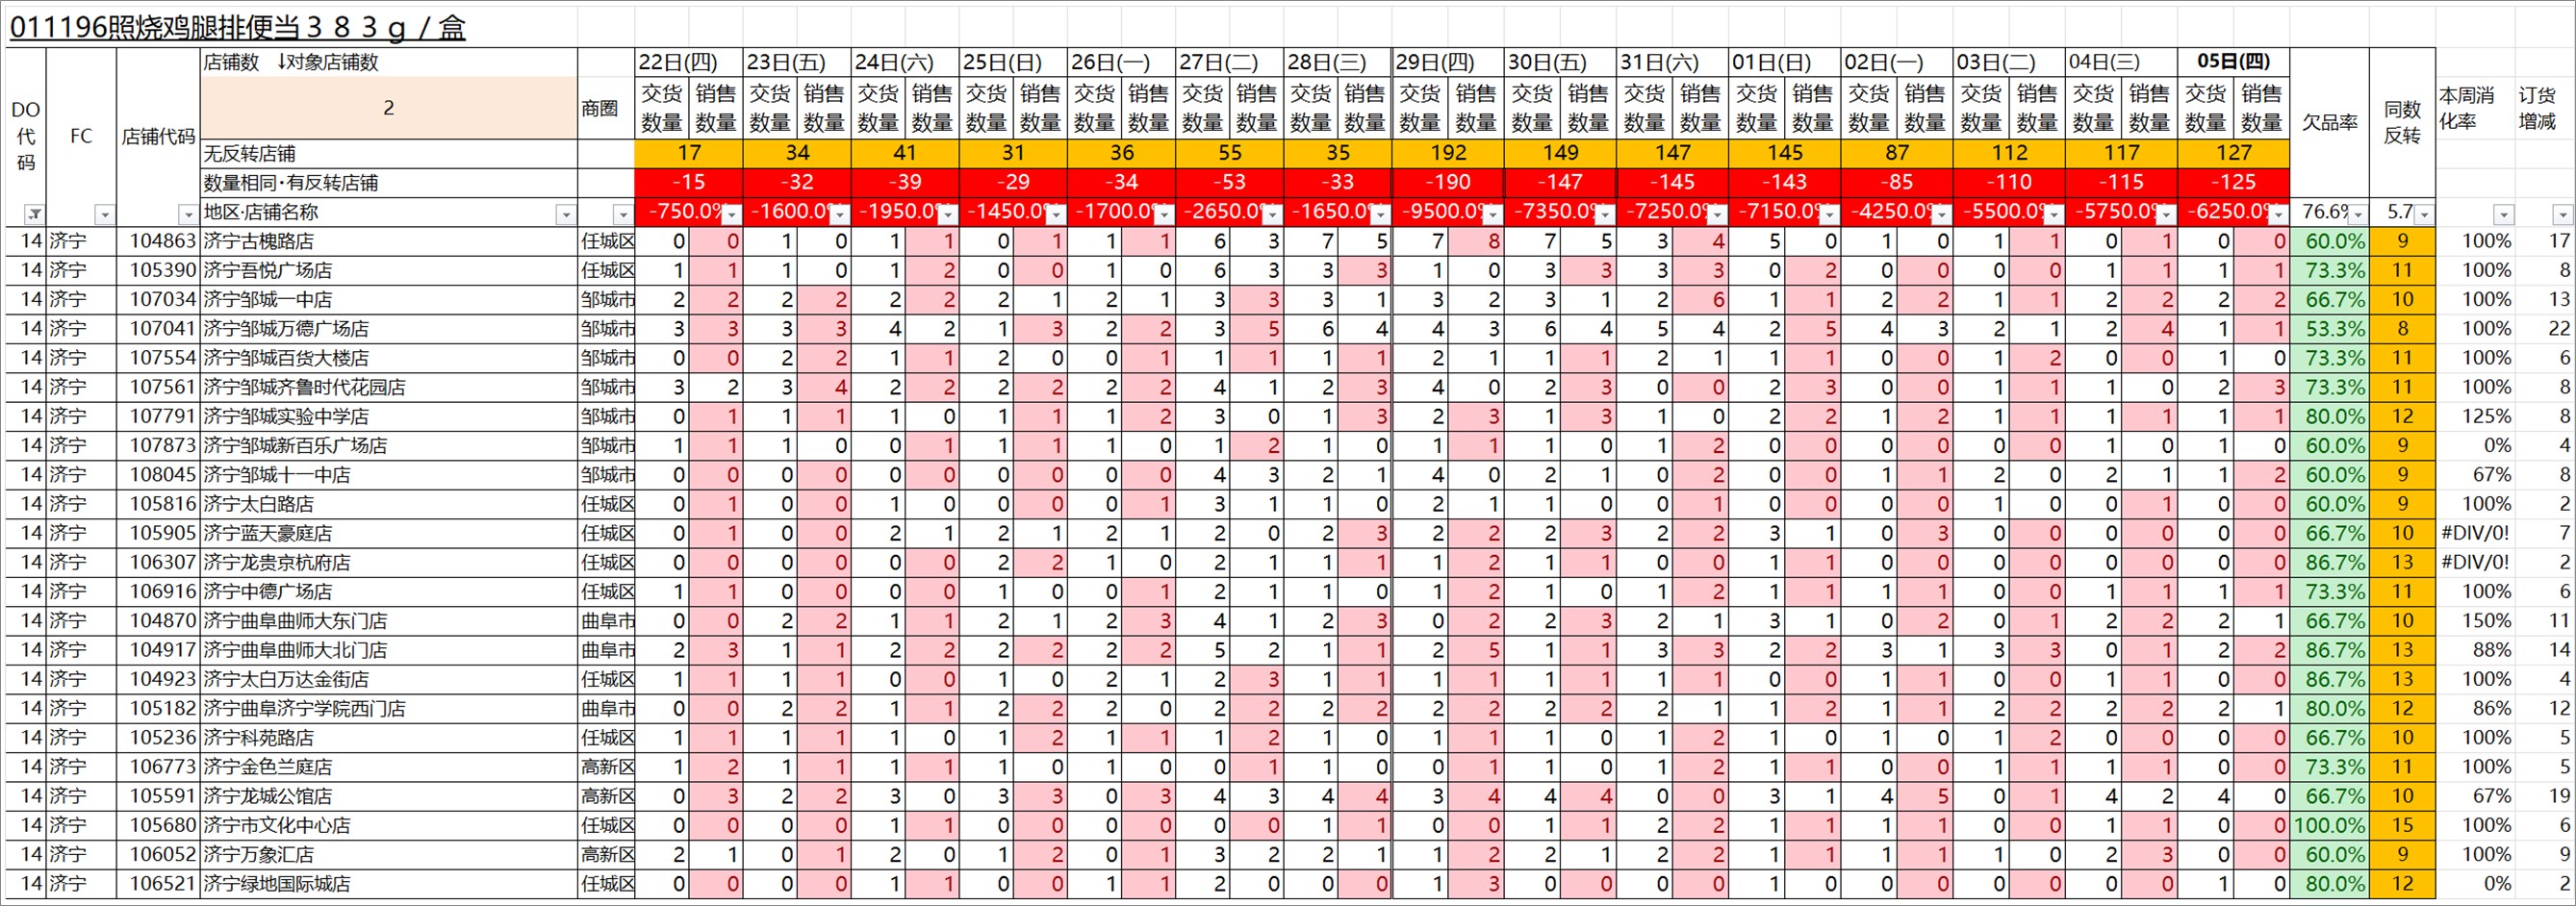 011196照烧鸡腿排便当３８３ｇ／盒
DO代码 FC 店铺代码 店铺数 ↓对象店铺数 商圈 22日(四) 23日(五) 24日(六) 25日(日) 26日(一) 27日(二) 28日(三) 29日(四) 30日(五) 31日(六) 01日(日) 02日(一) 03日(二) 04日(三) 05日(四) 欠品率 同数反转 本周消化率 订货增减
2 交货数量 销售数量 交货数量 销售数量 交货数量 销售数量 交货数量 销售数量 交货数量 销售数量 交货数量 销售数量 交货数量 销售数量 交货数量 销售数量 交货数量 销售数量 交货数量 销售数量 交货数量 销售数量 交货数量 销售数量 交货数量 销售数量 交货数量 销售数量 交货数量 销售数量
无反转店铺 17 34 41 31 36 55 35 192 149 147 145 87 112 117 127
数量相同·有反转店铺 -15 -32 -39 -29 -34 -53 -33 -190 -147 -145 -143 -85 -110 -115 -125
地区·店铺名称 -750.0% -1600.0% -1950.0% -1450.0% -1700.0% -2650.0% -1650.0% -9500.0% -7350.0% -7250.0% -7150.0% -4250.0% -5500.0% -5750.0% -6250.0% 76.6% 5.7
14 济宁 104863 济宁古槐路店 任城区 0 0 1 0 1 1 0 1 1 1 6 3 7 5 7 8 7 5 3 4 5 0 1 0 1 1 0 1 0 0 60.0% 9 100% 17
14 济宁 105390 济宁吾悦广场店 任城区 1 1 1 0 1 2 0 0 1 0 6 3 3 3 1 0 3 3 3 3 0 2 0 0 0 0 1 1 1 1 73.3% 11 100% 8
14 济宁 107034 济宁邹城一中店 邹城市 2 2 2 2 2 2 2 1 2 1 3 3 3 1 3 2 3 1 2 6 1 1 2 2 1 1 2 2 2 2 66.7% 10 100% 13
14 济宁 107041 济宁邹城万德广场店 邹城市 3 3 3 3 4 2 1 3 2 2 3 5 6 4 4 3 6 4 5 4 2 5 4 3 2 1 2 4 1 1 53.3% 8 100% 22
14 济宁 107554 济宁邹城百货大楼店 邹城市 0 0 2 2 1 1 2 0 0 1 1 1 1 1 2 1 1 1 2 1 1 1 0 0 1 2 0 0 1 0 73.3% 11 100% 6
14 济宁 107561 济宁邹城齐鲁时代花园店 邹城市 3 2 3 4 2 2 2 2 2 2 4 1 2 3 4 0 2 3 0 0 2 3 0 0 1 1 1 0 2 3 73.3% 11 100% 8
14 济宁 107791 济宁邹城实验中学店 邹城市 0 1 1 1 1 0 1 1 1 2 3 0 1 3 2 3 1 3 1 0 2 2 1 2 1 1 1 1 1 1 80.0% 12 125% 8
14 济宁 107873 济宁邹城新百乐广场店 邹城市 1 1 1 0 0 1 1 1 1 0 1 2 1 0 1 1 1 0 1 2 0 0 0 0 0 0 1 0 1 0 60.0% 9 0% 4
14 济宁 108045 济宁邹城十一中店 邹城市 0 0 0 0 0 0 0 0 0 0 4 3 2 1 4 0 2 1 0 2 0 0 1 1 2 0 2 1 1 2 60.0% 9 67% 8
14 济宁 105816 济宁太白路店 任城区 0 1 0 0 1 0 0 0 0 1 3 1 1 0 2 1 1 0 0 1 0 0 0 0 1 0 0 1 0 0 60.0% 9 100% 2
14 济宁 105905 济宁蓝天豪庭店 任城区 0 1 0 0 2 1 2 1 2 1 2 0 2 3 2 2 2 3 2 2 3 1 0 3 0 0 0 0 0 0 66.7% 10 #DIV/0! 7
14 济宁 106307 济宁龙贵京杭府店 任城区 0 0 0 0 0 0 2 2 1 0 2 1 1 1 1 2 1 1 0 0 1 1 0 0 0 0 0 0 0 0 86.7% 13 #DIV/0! 2
14 济宁 106916 济宁中德广场店 任城区 1 1 0 0 0 0 1 0 0 1 2 1 1 0 1 2 1 0 1 2 1 1 1 1 0 0 1 1 1 1 73.3% 11 100% 6
14 济宁 104870 济宁曲阜曲师大东门店 曲阜市 0 0 2 2 1 1 2 1 2 3 4 1 2 3 0 2 2 3 2 1 3 1 0 2 0 1 2 2 2 1 66.7% 10 150% 11
14 济宁 104917 济宁曲阜曲师大北门店 曲阜市 2 3 1 1 2 2 2 2 2 2 5 2 1 1 2 5 1 1 3 3 2 2 3 1 3 3 0 1 2 2 86.7% 13 88% 14
14 济宁 104923 济宁太白万达金街店 任城区 1 1 1 1 0 0 1 0 2 1 2 3 1 1 1 1 1 1 1 1 0 0 1 1 0 0 1 1 0 0 86.7% 13 100% 4
14 济宁 105182 济宁曲阜济宁学院西门店 曲阜市 0 0 2 2 1 1 2 2 2 0 2 2 2 2 2 2 2 2 2 1 1 2 1 1 2 2 2 2 2 1 80.0% 12 86% 12
14 济宁 105236 济宁科苑路店 任城区 1 1 1 1 1 0 1 2 1 1 1 2 1 0 1 1 1 0 1 2 1 0 1 0 1 2 0 0 0 0 66.7% 10 100% 5
14 济宁 106773 济宁金色兰庭店 高新区 1 2 1 1 1 1 1 0 1 0 0 1 1 0 0 1 1 0 1 2 1 1 0 0 1 1 1 1 0 0 73.3% 11 100% 5
14 济宁 105591 济宁龙城公馆店 高新区 0 3 2 2 3 0 3 3 0 3 4 3 4 4 3 4 4 4 0 0 3 1 4 5 0 1 4 2 4 0 66.7% 10 67% 19
14 济宁 105680 济宁市文化中心店 任城区 0 0 0 0 1 1 0 0 0 0 0 0 1 1 0 0 1 1 2 2 1 1 1 1 0 0 1 1 0 0 100.0% 15 100% 6
14 济宁 106052 济宁万象汇店 高新区 2 1 0 1 2 0 1 2 0 1 3 2 2 1 1 2 2 1 2 2 1 1 1 1 1 0 2 3 0 0 60.0% 9 100% 9
14 济宁 106521 济宁绿地国际城店 任城区 0 0 0 0 1 1 0 0 1 1 2 0 0 0 1 3 0 0 0 0 1 0 0 0 0 0 0 0 1 0 80.0% 12 0% 2